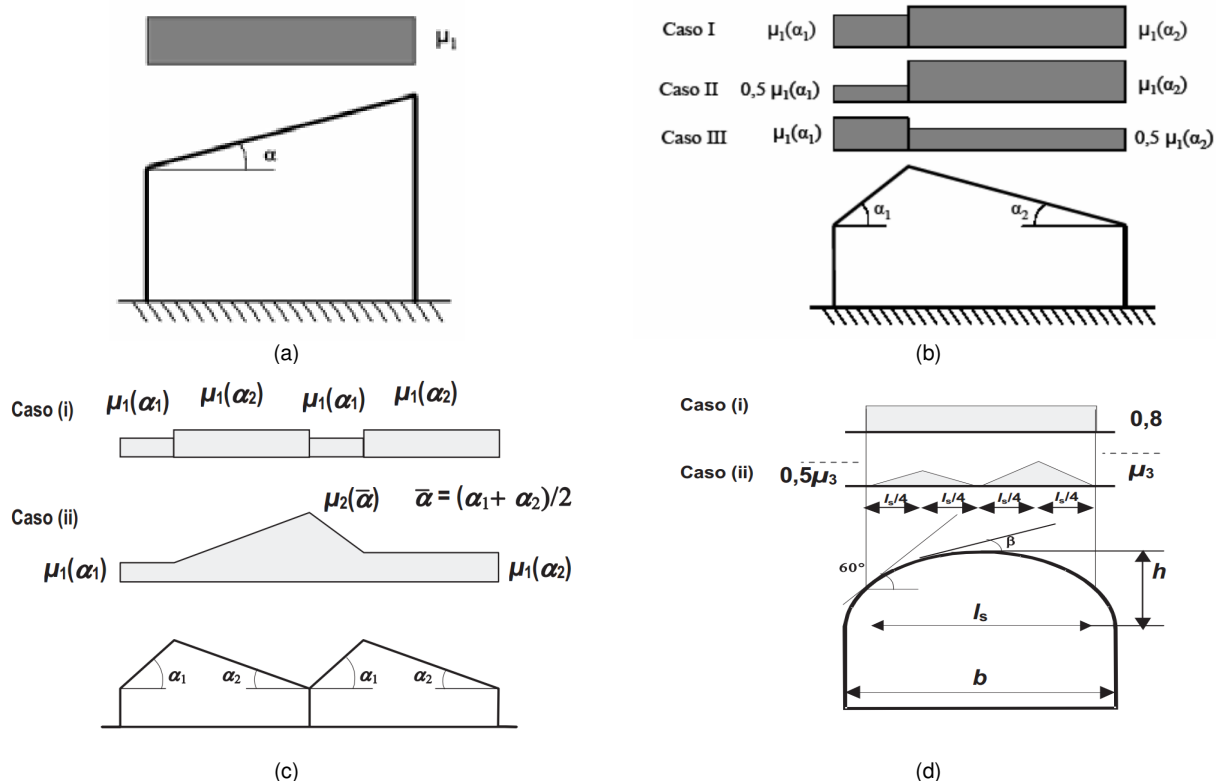 μ₁
α
(a)
Caso I μ₁(α₁) μ₁(α₂)
Caso II 0,5 μ₁(α₁) μ₁(α₂)
Caso III μ₁(α₁) 0,5 μ₁(α₂)
α₁ α₂
(b)
Caso (i) μ₁(α₁) μ₁(α₂) μ₁(α₁) μ₁(α₂)
μ₂(ᾱ) ᾱ = (α₁+ α₂)/2
Caso (ii)
μ₁(α₁) μ₁(α₂)
α₁ α₂ α₁ α₂
(c)
Caso (i) 0,8
Caso (ii) 0,5μ₃ μ₃
lₛ/4 lₛ/4 lₛ/4 lₛ/4
β
60° h
lₛ
b
(d)